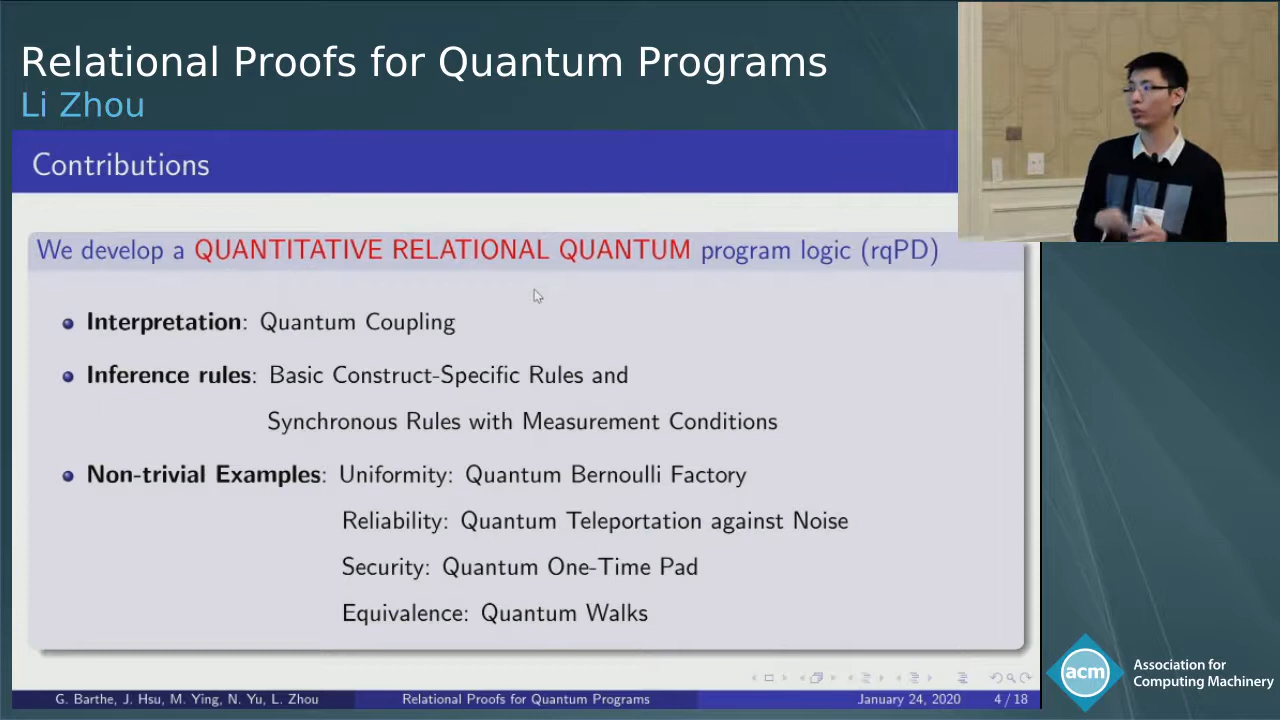 Relational Proofs for Quantum Programs
Li Zhou
Contributions
We develop a QUANTITATIVE RELATIONAL QUANTUM program logic (rqPD)
Interpretation: Quantum Coupling
Inference rules: Basic Construct-Specific Rules and
Synchronous Rules with Measurement Conditions
Non-trivial Examples: Uniformity: Quantum Bernoulli Factory
Reliability: Quantum Teleportation against Noise
Security: Quantum One-Time Pad
Equivalence: Quantum Walks
G. Barthe, J. Hsu, M. Ying, N. Yu, L. Zhou
Relational Proofs for Quantum Programs
January 24, 2020
4 / 18
acm
Association for
Computing Machinery